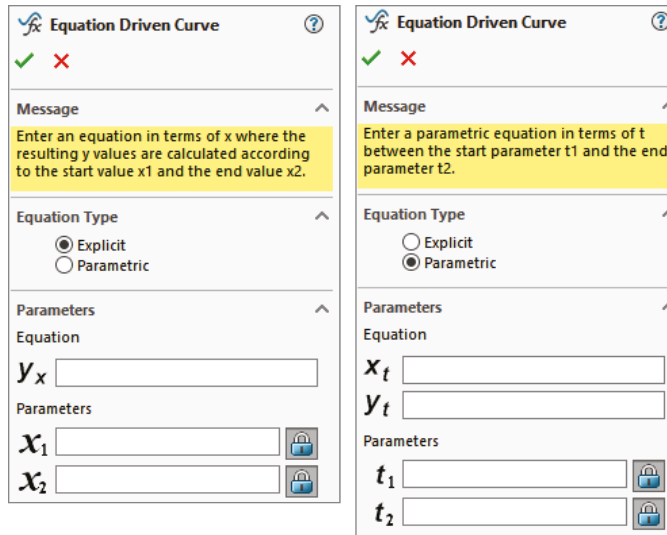 fx Equation Driven Curve
Message
Enter an equation in terms of x where the
resulting y values are calculated according
to the start value x1 and the end value x2.
Equation Type
Explicit
Parametric
Parameters
Equation
yx
Parameters
x1
x2
fx Equation Driven Curve
Message
Enter a parametric equation in terms of t
between the start parameter t1 and the end
parameter t2.
Equation Type
Explicit
Parametric
Parameters
Equation
xt
yt
Parameters
t1
t2